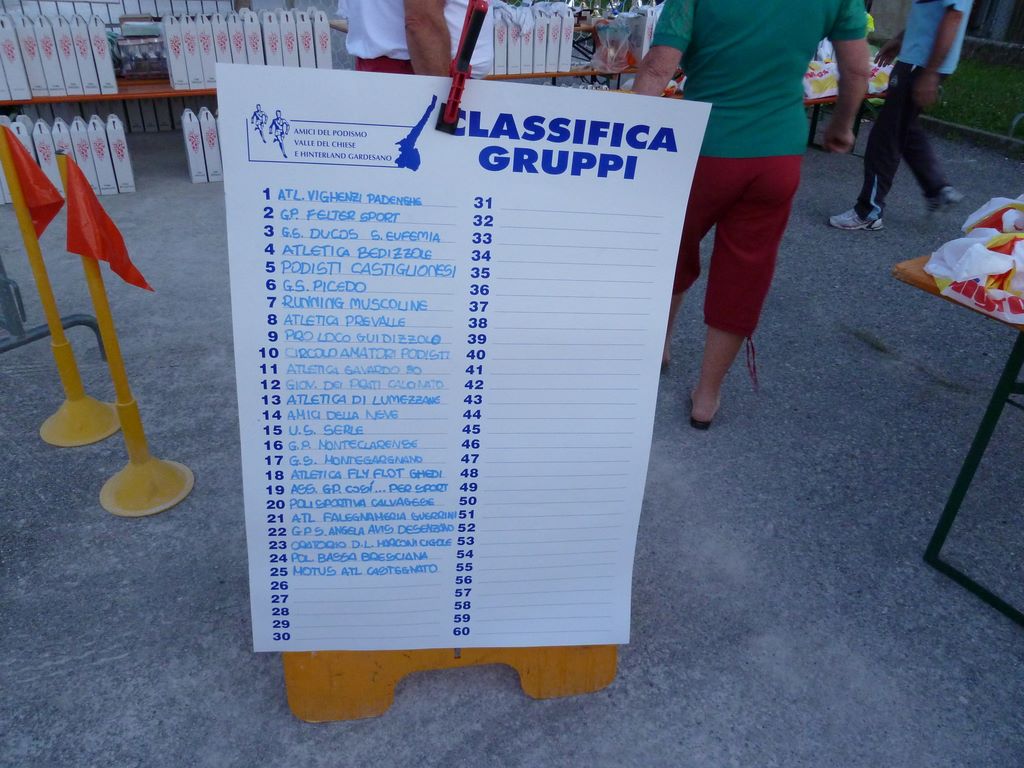 AMICI DEL PODISMO
VALLE DEL CHIESE
E HINTERLAND GARDESANO
CLASSIFICA
GRUPPI
1 ATL. VIGHENZI PADENGHE
2 G.P. FELTER SPORT
3 G.S. DUCOS S. EUFEMIA
4 ATLETICA BEDIZZOLE
5 PODISTI CASTIGLIONESI
6 G.S. PICEDO
7 RUNNING MUSCOLINE
8 ATLETICA PREVALLE
9 PRO LOCO GUIDIZZOLO
10 CIRCOLO AMATORI PODISTI
11 ATLETICA GAVARDO 90
12 GIOV. DEI PRATI CALCINATO
13 ATLETICA DI LUMEZZANE
14 AMICI DELLA NEVE
15 U.S. SERLE
16 G.P. MONTECLARENSE
17 G.S. MONTEGARGNANO
18 ATLETICA FLY FLOT GHEDI
19 ASS. GP. COSÍ... PER SPORT
20 POLISPORTIVA CALVAGESE
21 ATL. FALEGNAMERIA GUERRINI
22 G.P.S. ANGELA AVIS DESENZANO
23 ORATORIO D.L. MARCONI CIGOLE
24 POL. BASSA BRESCIANA
25 MOTUS ATL CASTEGNATO
26
27
28
29
30
31
32
33
34
35
36
37
38
39
40
41
42
43
44
45
46
47
48
49
50
51
52
53
54
55
56
57
58
59
60